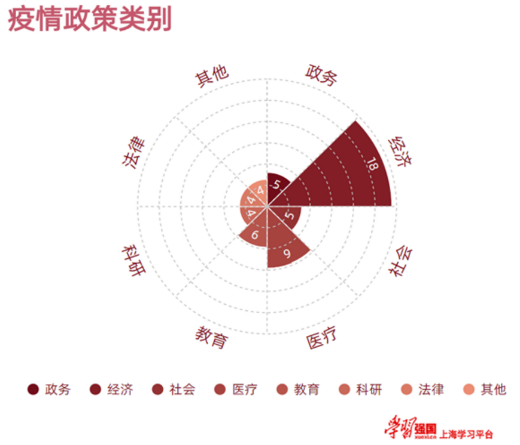 疫情政策类别
其他
政务
法律
经济
18
5
4
4
4
5
6
9
科研
社会
教育
医疗
政务
经济
社会
医疗
教育
科研
法律
其他
学习强国
上海学习平台